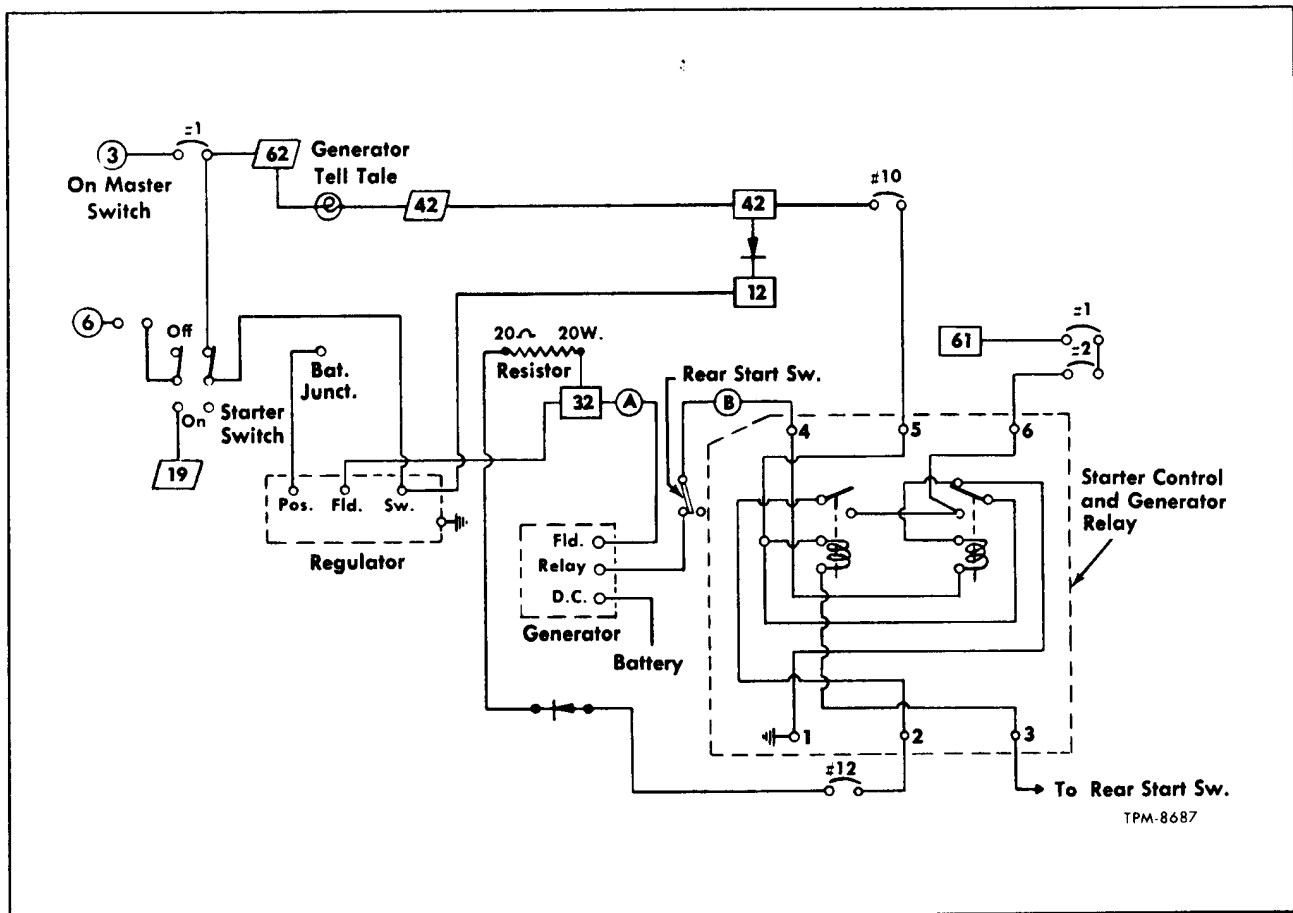 =1
3
62
Generator
Tell Tale
On Master
Switch
42
42
#10
12
6
Off
Bat.
Junct.
20Ω 20W.
Resistor
61
=1
=2
Rear Start Sw.
32
A
B
On
Starter
Switch
19
4
5
6
Pos. Fld. Sw.
Regulator
Starter Control
and Generator
Relay
Fld.
Relay
D.C.
Generator
Battery
1
2
3
#12
To Rear Start Sw.
TPM-8687